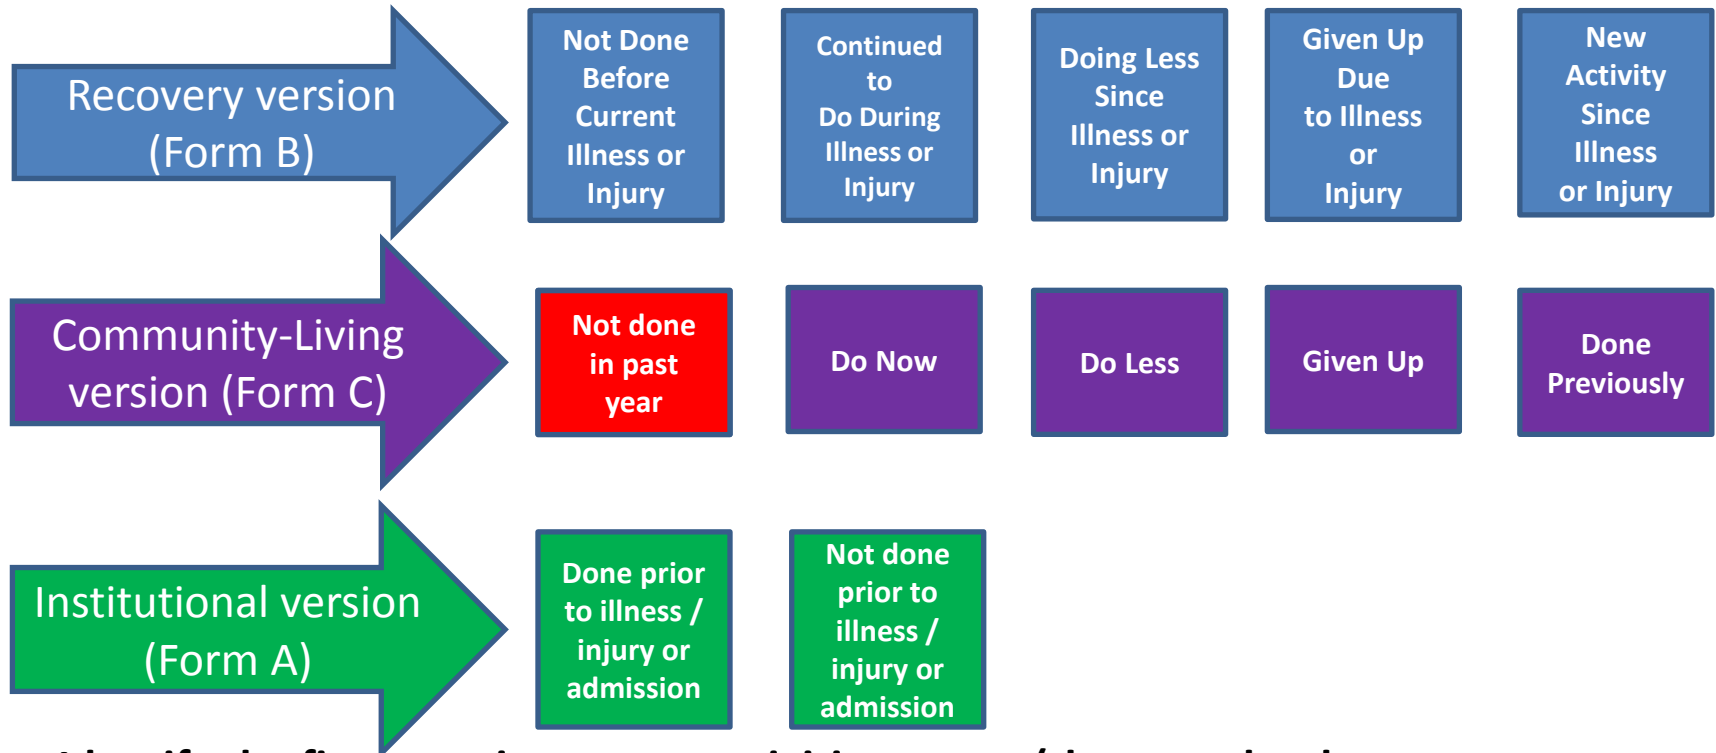 Recovery version
(Form B)
Not Done
Before
Current
Illness or
Injury
Continued
to
Do During
Illness or
Injury
Doing Less
Since
Illness or
Injury
Given Up
Due
to Illness
or
Injury
New
Activity
Since
Illness
or Injury
Community-Living
version (Form C)
Not done
in past
year
Do Now
Do Less
Given Up
Done
Previously
Institutional version
(Form A)
Done prior
to illness /
injury or
admission
Not done
prior to
illness /
injury or
admission